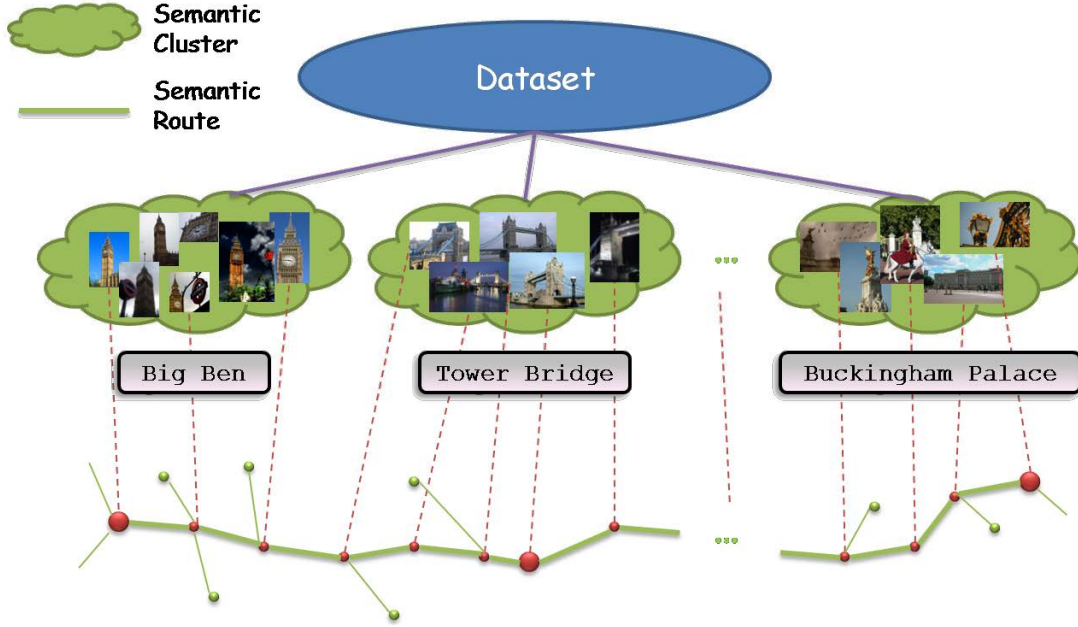 Semantic
Cluster
Semantic
Route
Dataset
Big Ben
Tower Bridge
Buckingham Palace